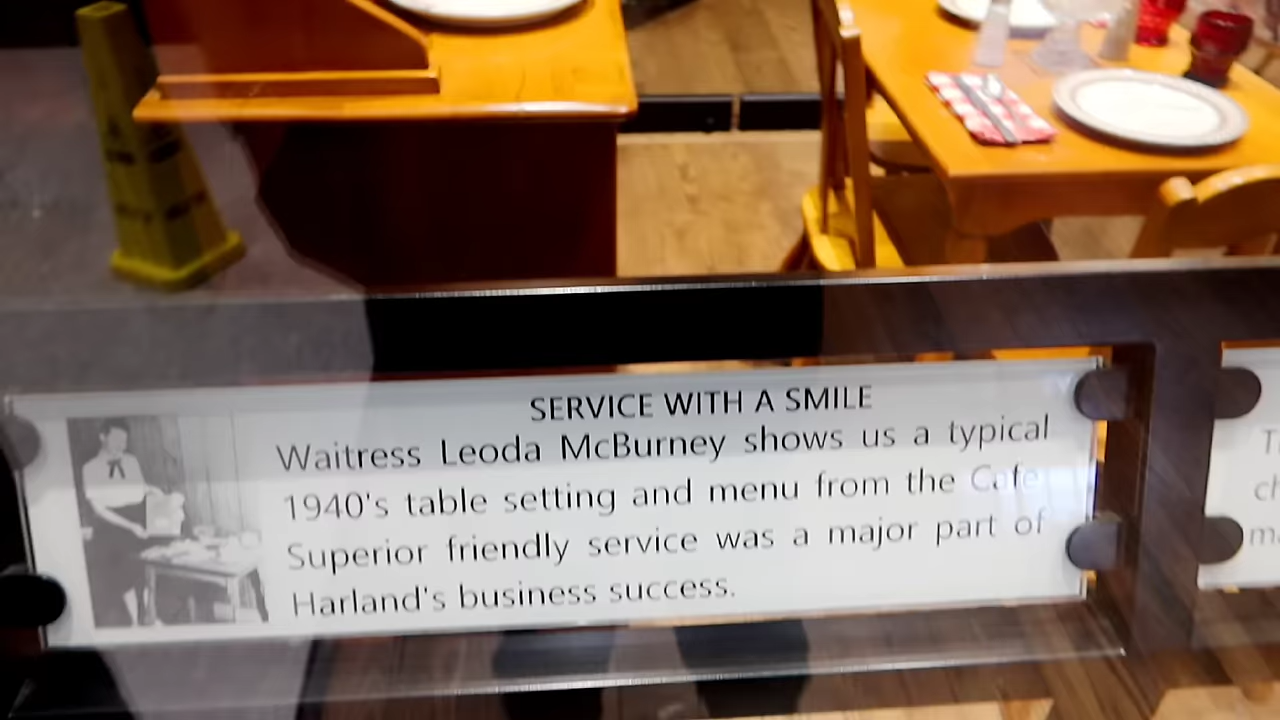 SERVICE WITH A SMILE
Waitress Leoda McBurney shows us a typical
1940's table setting and menu from the Cafe
Superior friendly service was a major part of
Harland's business success.